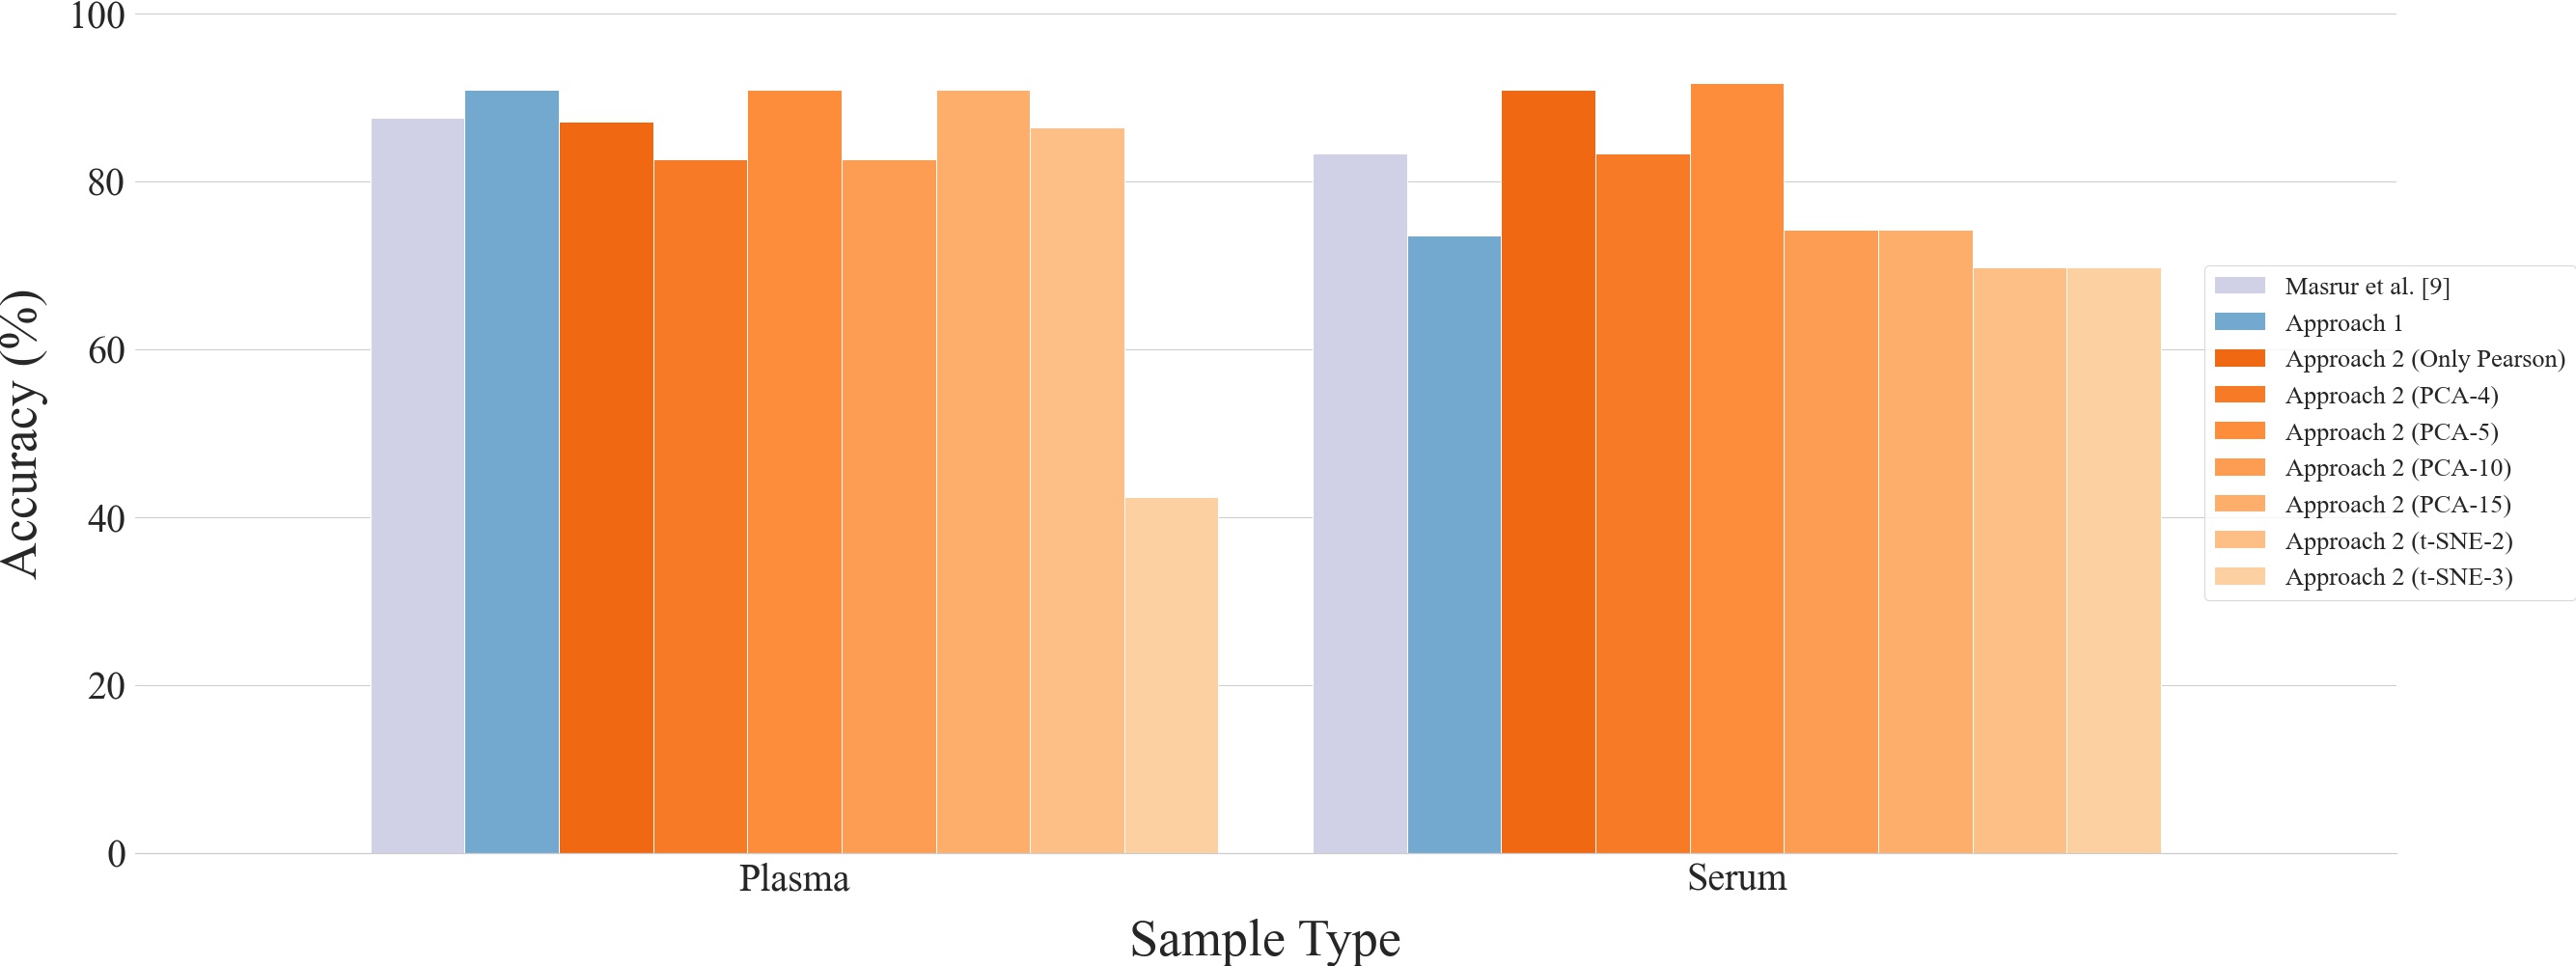 100
80
60
40
20
0
Accuracy (%)
Plasma
Serum
Sample Type
Masrur et al. [9]
Approach 1
Approach 2 (Only Pearson)
Approach 2 (PCA-4)
Approach 2 (PCA-5)
Approach 2 (PCA-10)
Approach 2 (PCA-15)
Approach 2 (t-SNE-2)
Approach 2 (t-SNE-3)